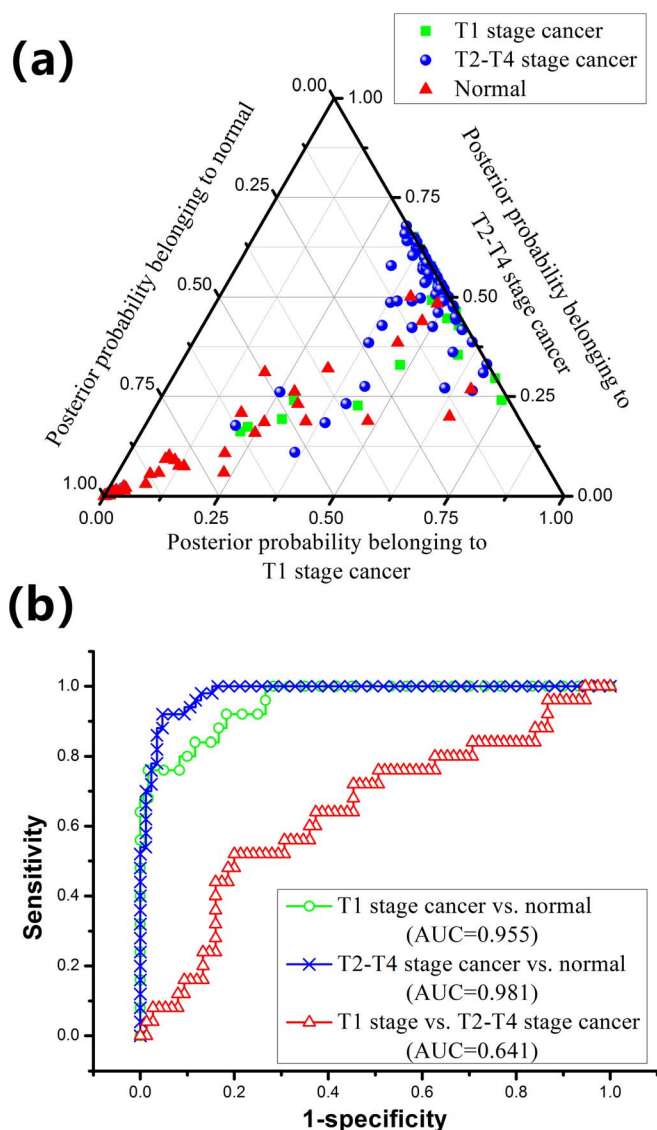 (a)
T1 stage cancer
T2-T4 stage cancer
Normal
0.00
1.00
Posterior probability belonging to normal
Posterior probability belonging to
T2-T4 stage cancer
0.25
0.75
0.50
0.50
0.75
0.25
1.00
0.00
0.00
0.25
0.50
0.75
1.00
Posterior probability belonging to
T1 stage cancer
(b)
1.0
0.8
0.6
0.4
0.2
0.0
Sensitivity
T1 stage cancer vs. normal
(AUC=0.955)
T2-T4 stage cancer vs. normal
(AUC=0.981)
T1 stage vs. T2-T4 stage cancer
(AUC=0.641)
0.0
0.2
0.4
0.6
0.8
1.0
1-specificity